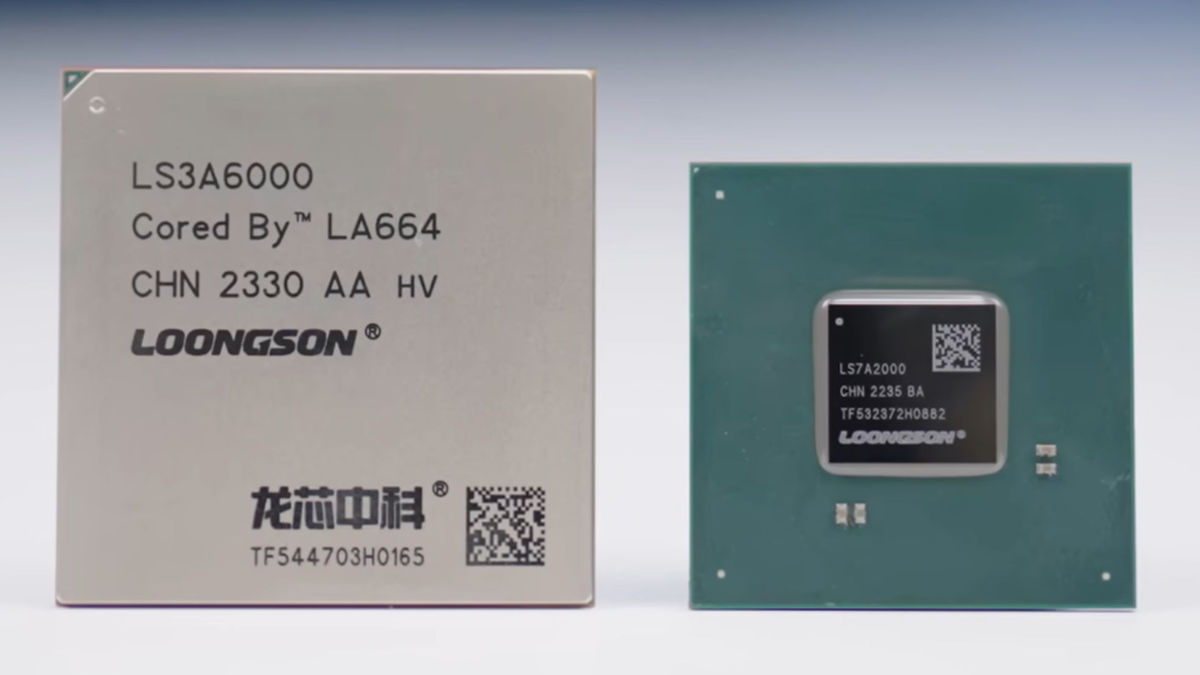 LS3A6000
Cored By™ LA664
CHN 2330 AA HV
LOONGSON®
龙芯中科®
TF544703H0165
LS7A2000
CHN 2235 BA
TF532372H0882
LOONGSON®